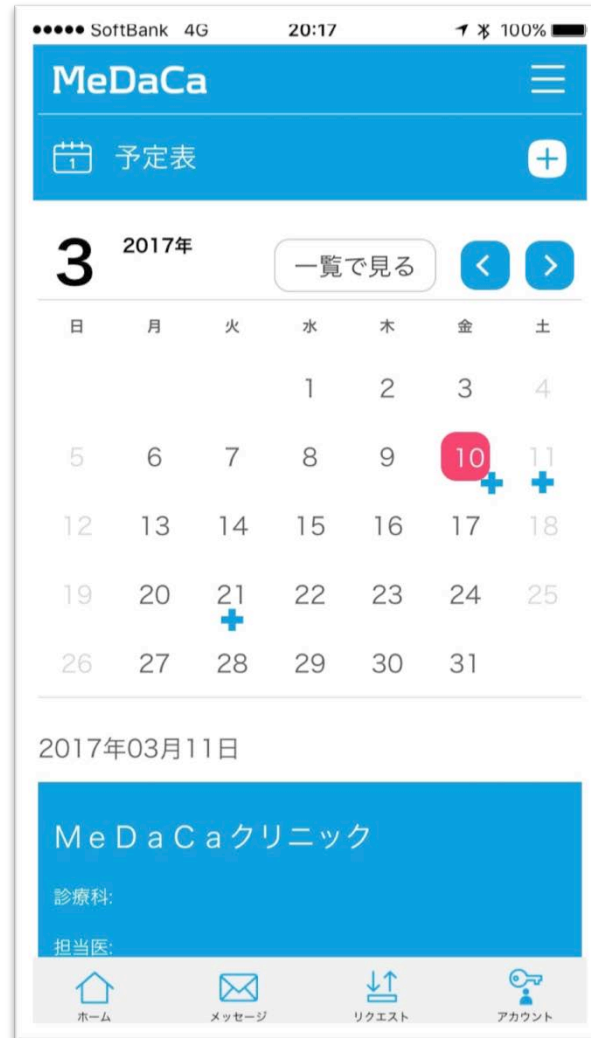 SoftBank 4G 20:17 100%
MeDaCa
1 予定表
3 2017年 一覧で見る
日 月 火 水 木 金 土
1 2 3 4
5 6 7 8 9 10 11
12 13 14 15 16 17 18
19 20 21 22 23 24 25
26 27 28 29 30 31
2017年03月11日
MeDaCaクリニック
診療科:
担当医:
ホーム メッセージ リクエスト アカウント